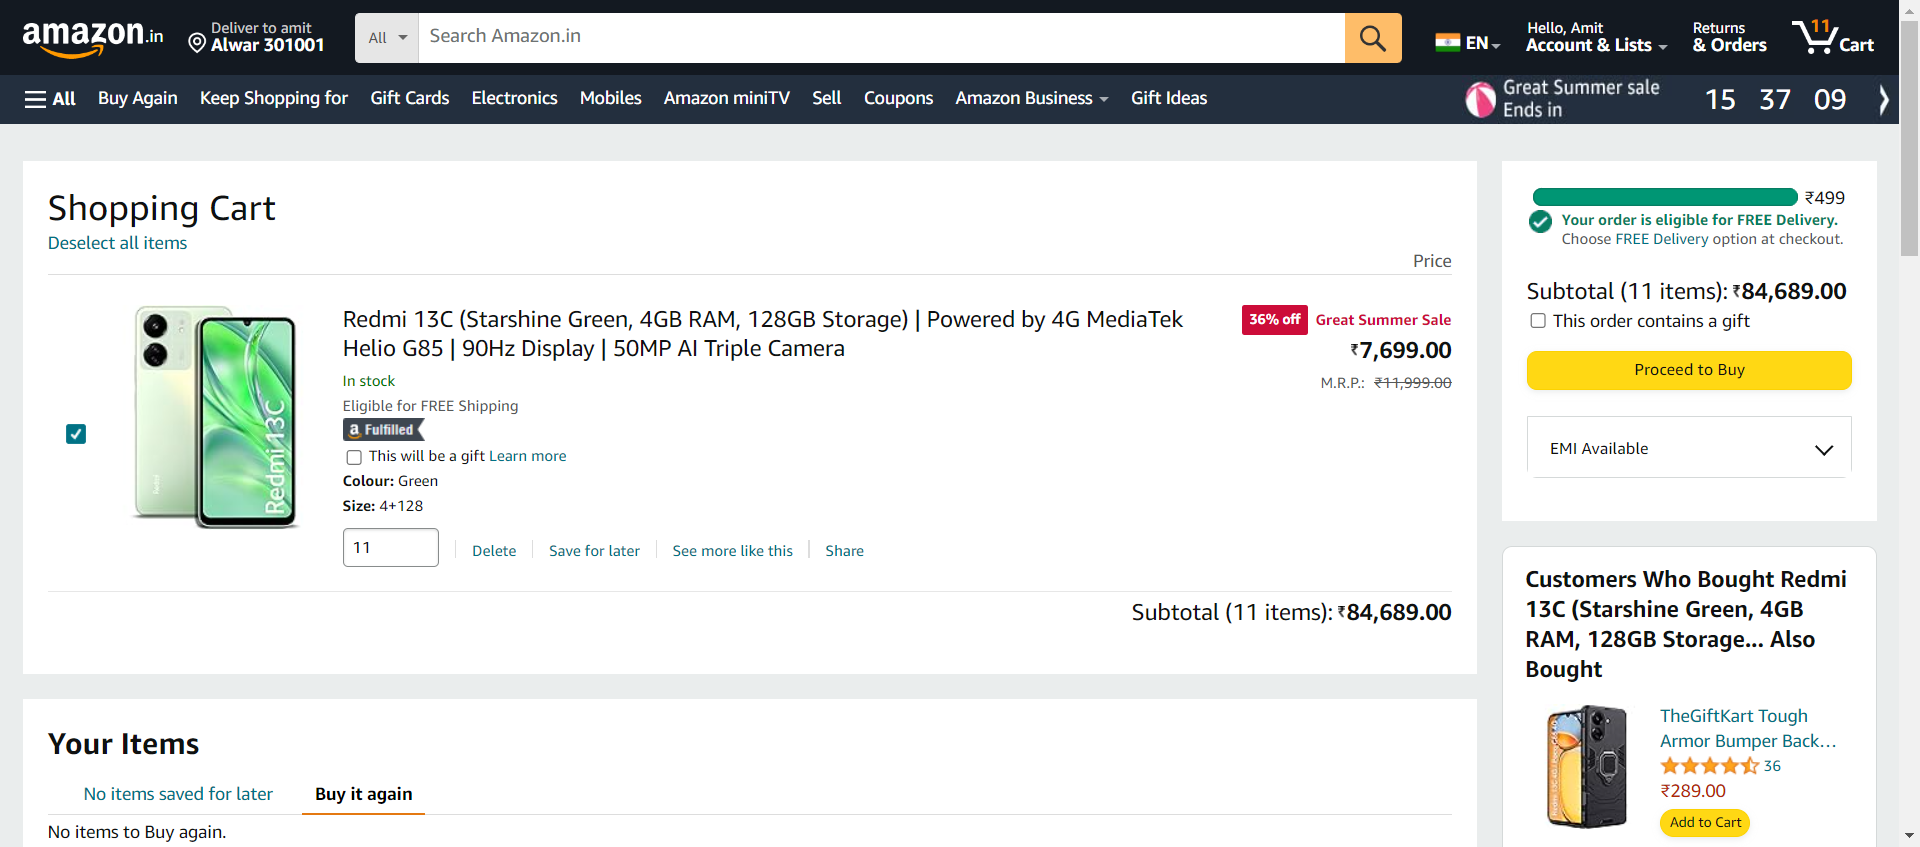 amazon.in
Deliver to amit
Alwar 301001
All
Search Amazon.in
EN
Hello, Amit
Account & Lists
Returns
& Orders
11
Cart
All
Buy Again
Keep Shopping for
Gift Cards
Electronics
Mobiles
Amazon miniTV
Sell
Coupons
Amazon Business
Gift Ideas
Great Summer sale
Ends in
15 37 09
Shopping Cart
Deselect all items
Price
Redmi 13C (Starshine Green, 4GB RAM, 128GB Storage) | Powered by 4G MediaTek
Helio G85 | 90Hz Display | 50MP AI Triple Camera
36% off Great Summer Sale
₹7,699.00
M.R.P.: ₹11,999.00
In stock
Eligible for FREE Shipping
a Fulfilled
This will be a gift Learn more
Colour: Green
Size: 4+128
11
Delete
Save for later
See more like this
Share
Redmi 13C
Redmi
Subtotal (11 items): ₹84,689.00
Your Items
No items saved for later
Buy it again
No items to Buy again.
₹499
Your order is eligible for FREE Delivery.
Choose FREE Delivery option at checkout.
Subtotal (11 items): ₹84,689.00
This order contains a gift
Proceed to Buy
EMI Available
Customers Who Bought Redmi
13C (Starshine Green, 4GB
RAM, 128GB Storage... Also
Bought
TheGiftKart Tough
Armor Bumper Back...
36
₹289.00
Add to Cart